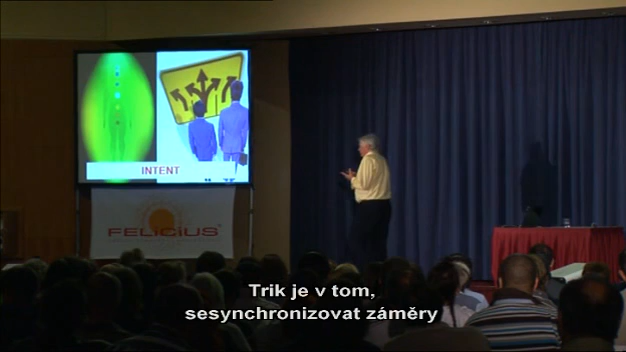 INTENT
FELICIUS
Trik je v tom,
sesynchronizovat záměry